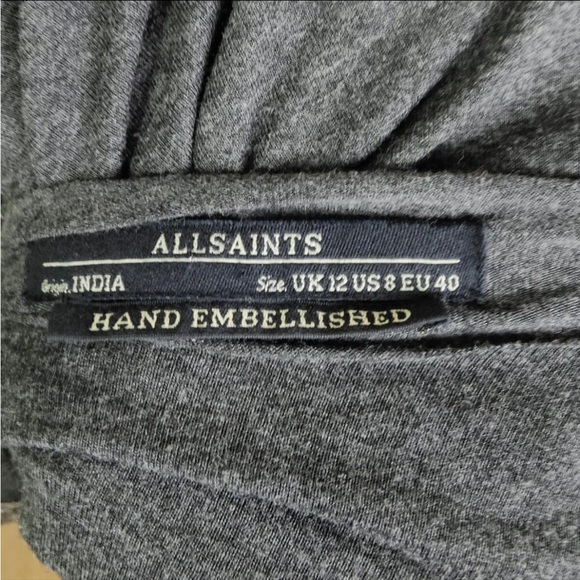 ALLSAINTS
Origin. INDIA Size. UK 12 US 8 EU 40
HAND EMBELLISHED